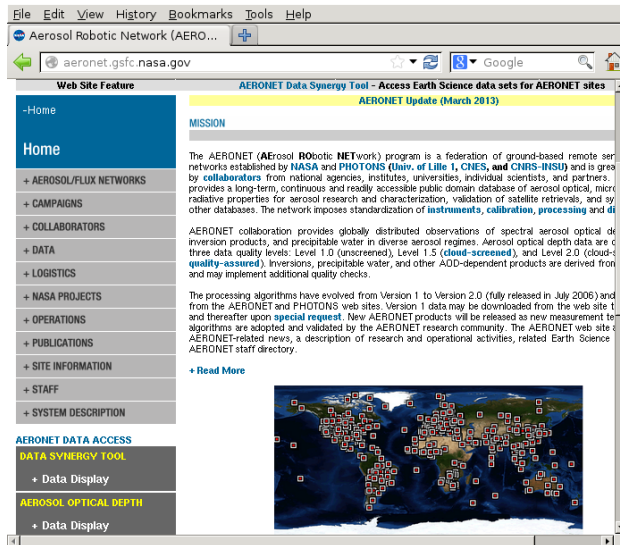 File Edit View History Bookmarks Tools Help
Aerosol Robotic Network (AERO...
aeronet.gsfc.nasa.gov
Google
Web Site Feature
AERONET Data Synergy Tool - Access Earth Science data sets for AERONET sites
AERONET Update (March 2013)
-Home
Home
+ AEROSOL/FLUX NETWORKS
+ CAMPAIGNS
+ COLLABORATORS
+ DATA
+ LOGISTICS
+ NASA PROJECTS
+ OPERATIONS
+ PUBLICATIONS
+ SITE INFORMATION
+ STAFF
+ SYSTEM DESCRIPTION
AERONET DATA ACCESS
DATA SYNERGY TOOL
+ Data Display
AEROSOL OPTICAL DEPTH
+ Data Display
MISSION
The AERONET (AErosol RObotic NETwork) program is a federation of ground-based remote sen
networks established by NASA and PHOTONS (Univ. of Lille 1, CNES, and CNRS-INSU) and is grea
by collaborators from national agencies, institutes, universities, individual scientists, and partners.
provides a long-term, continuous and readily accessible public domain database of aerosol optical, micro
radiative properties for aerosol research and characterization, validation of satellite retrievals, and sy
other databases. The network imposes standardization of instruments, calibration, processing and di
AERONET collaboration provides globally distributed observations of spectral aerosol optical de
inversion products, and precipitable water in diverse aerosol regimes. Aerosol optical depth data are c
three data quality levels: Level 1.0 (unscreened), Level 1.5 (cloud-screened), and Level 2.0 (cloud-s
quality-assured). Inversions, precipitable water, and other AOD-dependent products are derived from
and may implement additional quality checks.
The processing algorithms have evolved from Version 1 to Version 2.0 (fully released in July 2006) and
from the AERONET and PHOTONS web sites. Version 1 data may be downloaded from the web site t
and thereafter upon special request. New AERONET products will be released as new measurement te
algorithms are adopted and validated by the AERONET research community. The AERONET web site a
AERONET-related news, a description of research and operational activities, related Earth Science
AERONET staff directory.
+ Read More